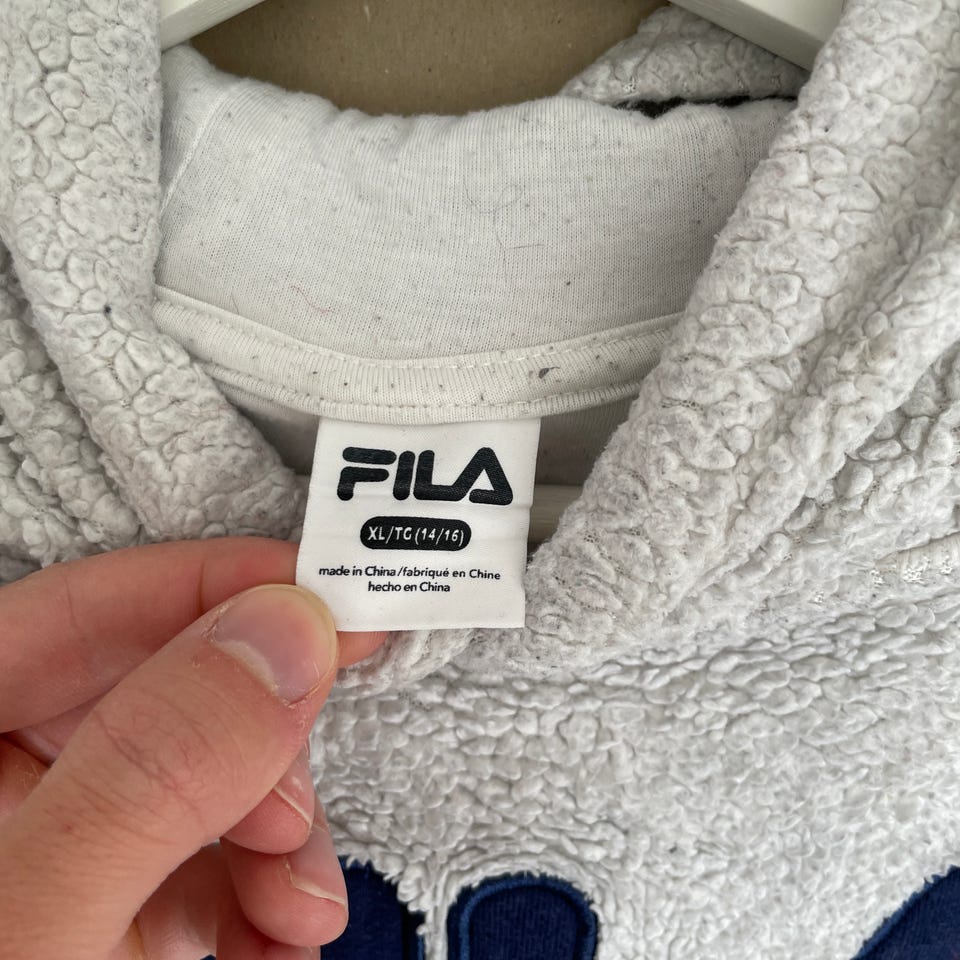 FILA
XL/TG (14/16)
made in China/fabriqué en Chine
hecho en China